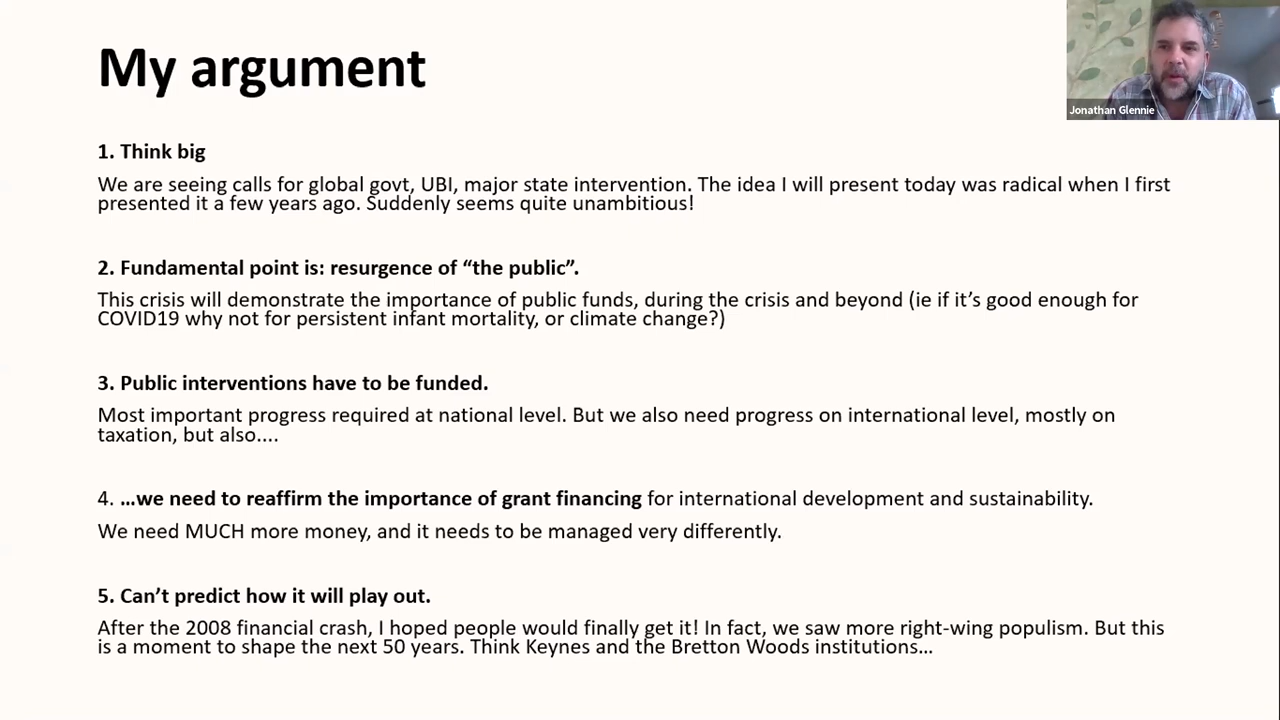 My argument
Jonathan Glennie
1. Think big
We are seeing calls for global govt, UBI, major state intervention. The idea I will present today was radical when I first
presented it a few years ago. Suddenly seems quite unambitious!
2. Fundamental point is: resurgence of “the public”.
This crisis will demonstrate the importance of public funds, during the crisis and beyond (ie if it’s good enough for
COVID19 why not for persistent infant mortality, or climate change?)
3. Public interventions have to be funded.
Most important progress required at national level. But we also need progress on international level, mostly on
taxation, but also....
4. …we need to reaffirm the importance of grant financing for international development and sustainability.
We need MUCH more money, and it needs to be managed very differently.
5. Can’t predict how it will play out.
After the 2008 financial crash, I hoped people would finally get it! In fact, we saw more right-wing populism. But this
is a moment to shape the next 50 years. Think Keynes and the Bretton Woods institutions…